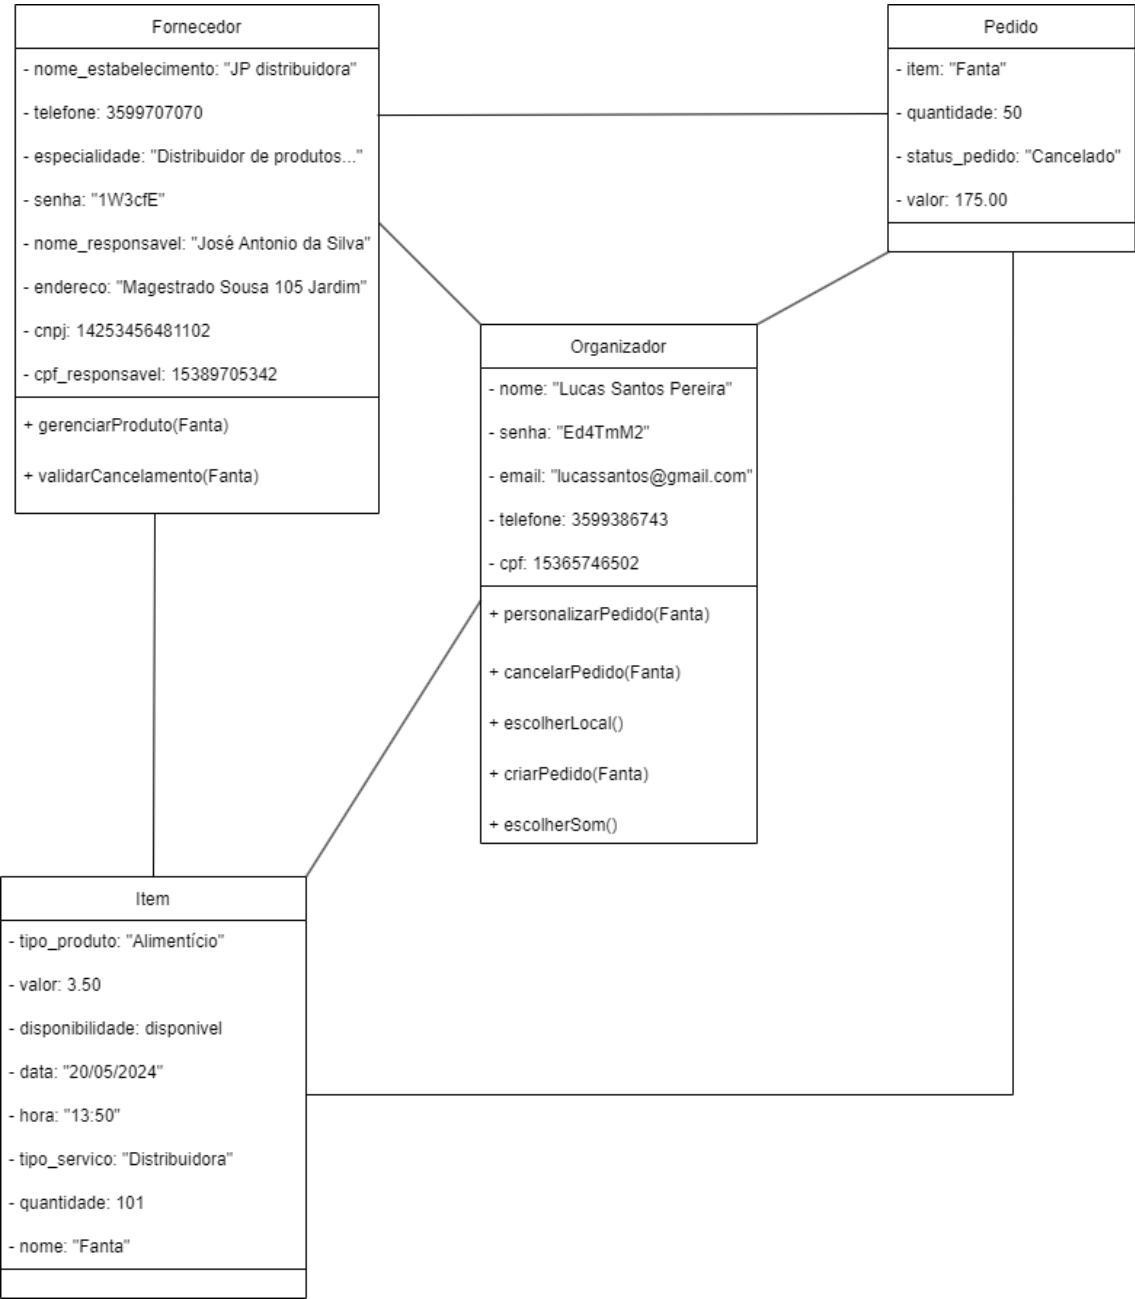 Fornecedor
- nome_estabelecimento: "JP distribuidora"
- telefone: 3599707070
- especialidade: "Distribuidor de produtos..."
- senha: "1W3cfE"
- nome_responsavel: "José Antonio da Silva"
- endereco: "Magestrado Sousa 105 Jardim"
- cnpj: 14253456481102
- cpf_responsavel: 15389705342
+ gerenciarProduto(Fanta)
+ validarCancelamento(Fanta)
Pedido
- item: "Fanta"
- quantidade: 50
- status_pedido: "Cancelado"
- valor: 175.00
Organizador
- nome: "Lucas Santos Pereira"
- senha: "Ed4TmM2"
- email: "lucassantos@gmail.com"
- telefone: 3599386743
- cpf: 15365746502
+ personalizarPedido(Fanta)
+ cancelarPedido(Fanta)
+ escolherLocal()
+ criarPedido(Fanta)
+ escolherSom()
Item
- tipo_produto: "Alimentício"
- valor: 3.50
- disponibilidade: disponivel
- data: "20/05/2024"
- hora: "13:50"
- tipo_servico: "Distribuidora"
- quantidade: 101
- nome: "Fanta"